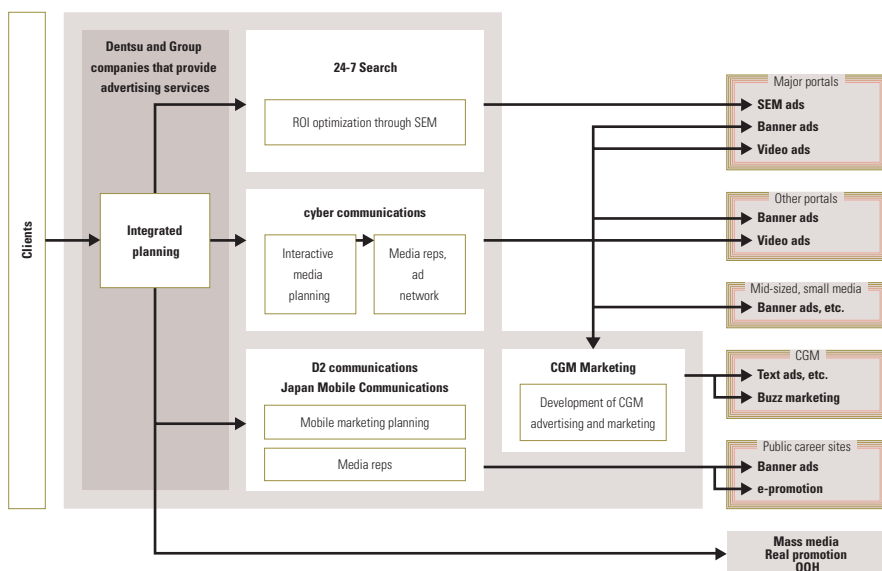 Clients
Dentsu and Group
companies that provide
advertising services
Integrated
planning
24-7 Search
ROI optimization through SEM
cyber communications
Interactive
media
planning
Media reps,
ad
network
D2 communications
Japan Mobile Communications
Mobile marketing planning
Media reps
CGM Marketing
Development of CGM
advertising and marketing
Major portals
SEM ads
Banner ads
Video ads
Other portals
Banner ads
Video ads
Mid-sized, small media
Banner ads, etc.
CGM
Text ads, etc.
Buzz marketing
Public career sites
Banner ads
e-promotion
Mass media
Real promotion
OOH